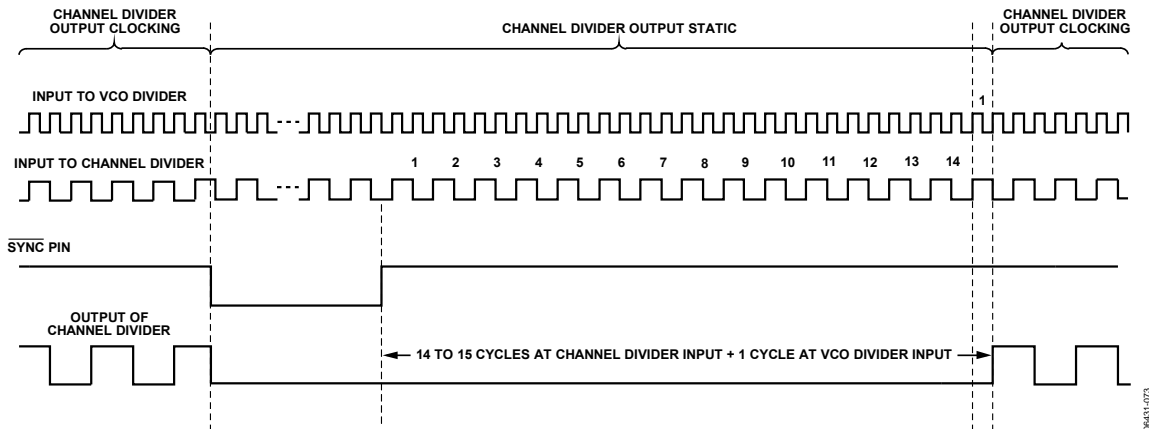 CHANNEL DIVIDER
OUTPUT CLOCKING
CHANNEL DIVIDER OUTPUT STATIC
CHANNEL DIVIDER
OUTPUT CLOCKING
INPUT TO VCO DIVIDER
1
INPUT TO CHANNEL DIVIDER
1 2 3 4 5 6 7 8 9 10 11 12 13 14
SYNC PIN
OUTPUT OF
CHANNEL DIVIDER
14 TO 15 CYCLES AT CHANNEL DIVIDER INPUT + 1 CYCLE AT VCO DIVIDER INPUT
06431-073